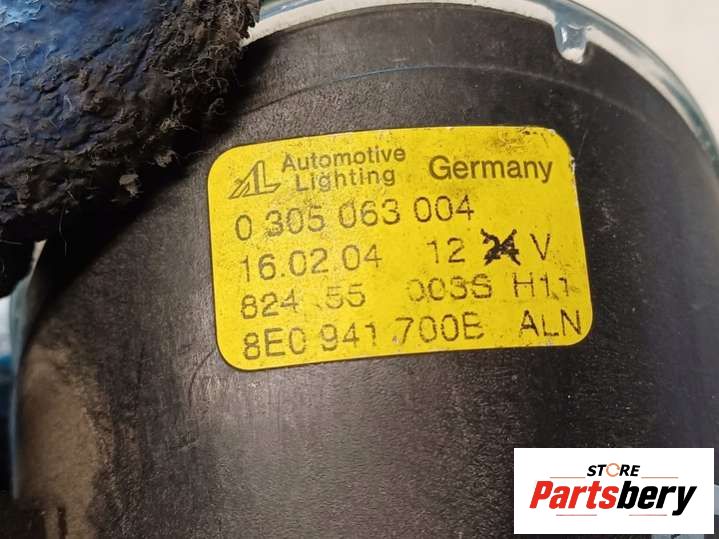 AL Automotive Lighting Germany
0 305 063 004
16.02.04 12 24 V
824 55 003S H11
8E0 941 700B ALN
STORE
Partsbery